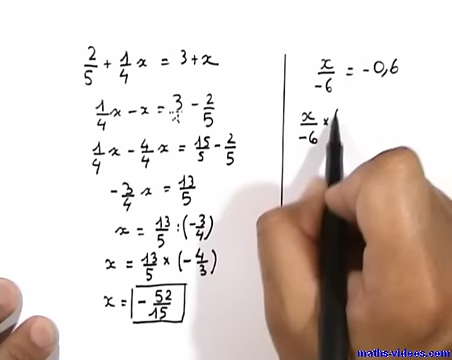 2/5 + 1/4 x = 3 + x
1/4 x - x = 3 - 2/5
1/4 x - 4/4 x = 15/5 - 2/5
- 3/4 x = 13/5
x = 13/5 : (- 3/4)
x = 13/5 × (- 4/3)
x = - 52/15
x/-6 = - 0,6
x/-6 × (
maths-videos.com